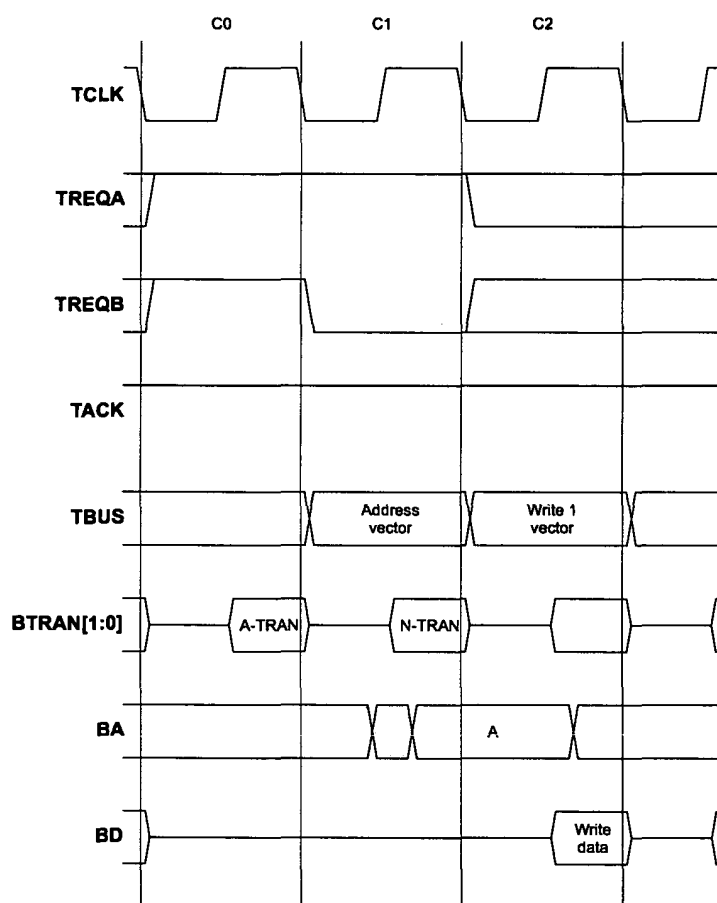 C0 C1 C2
TCLK
TREQA
TREQB
TACK
TBUS
Address
vector
Write 1
vector
BTRAN[1:0]
A-TRAN
N-TRAN
BA
A
BD
Write
data